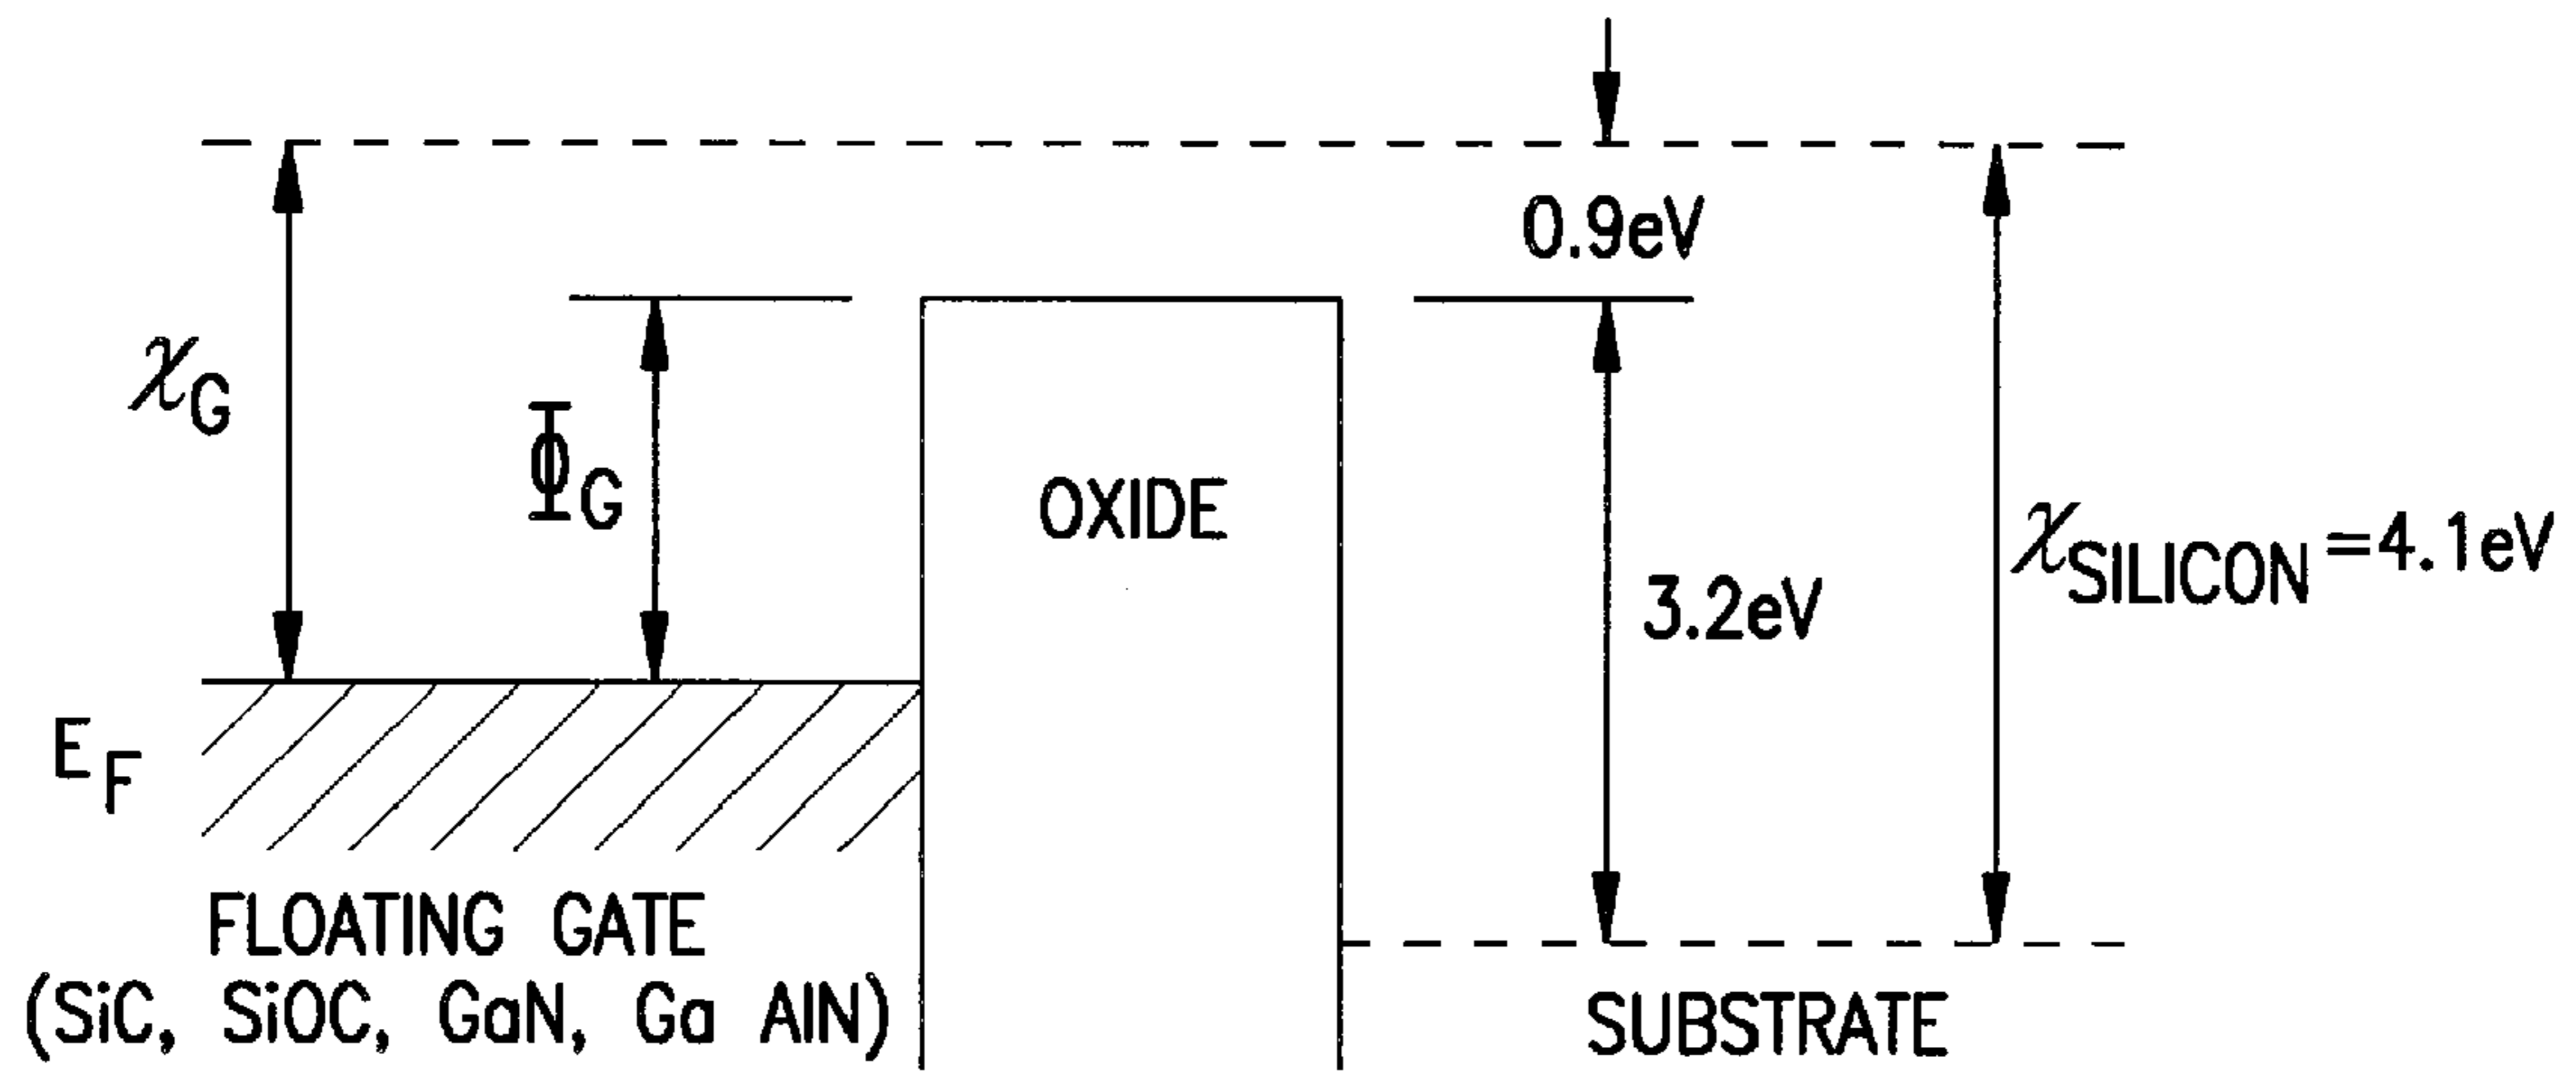 0.9eV
χG
ΦG
OXIDE
χSILICON =4.1eV
3.2eV
EF
FLOATING GATE
(SiC, SiOC, GaN, Ga AlN)
SUBSTRATE